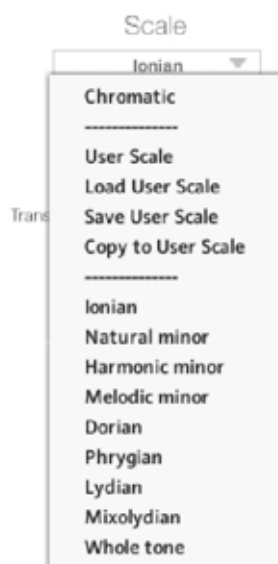 Scale
Ionian
Chromatic
---------------
User Scale
Load User Scale
Trans
Save User Scale
Copy to User Scale
---------------
Ionian
Natural minor
Harmonic minor
Melodic minor
Dorian
Phrygian
Lydian
Mixolydian
Whole tone